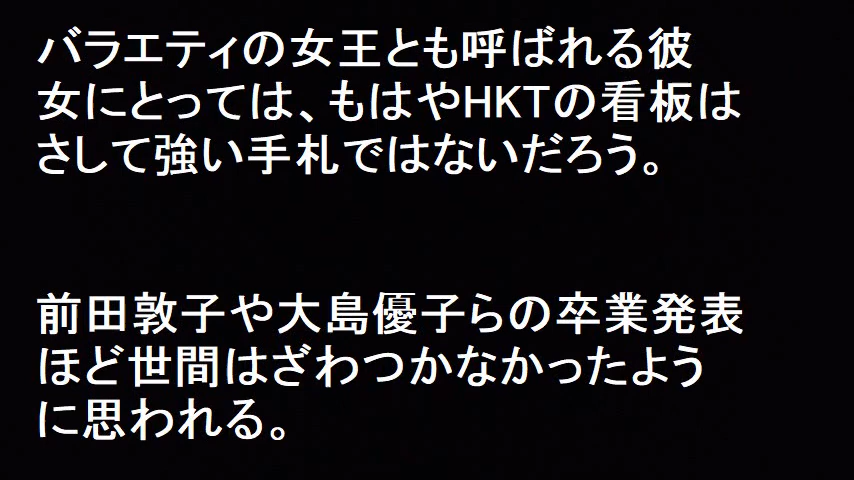 バラエティの女王とも呼ばれる彼
女にとっては、もはやHKTの看板は
さして強い手札ではないだろう。
前田敦子や大島優子らの卒業発表
ほど世間はざわつかなかったよう
に思われる。